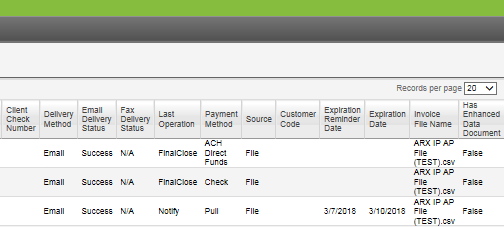 Records per page 20
Client Check Number Delivery Method Email Delivery Status Fax Delivery Status Last Operation Payment Method Source Customer Code Expiration Reminder Date Expiration Date Invoice File Name Has Enhanced Data Document
Email Success N/A FinalClose ACH Direct Funds File ARX IP AP File (TEST).csv False
Email Success N/A FinalClose Check File ARX IP AP File (TEST).csv False
Email Success N/A Notify Pull File 3/7/2018 3/10/2018 ARX IP AP File (TEST).csv False